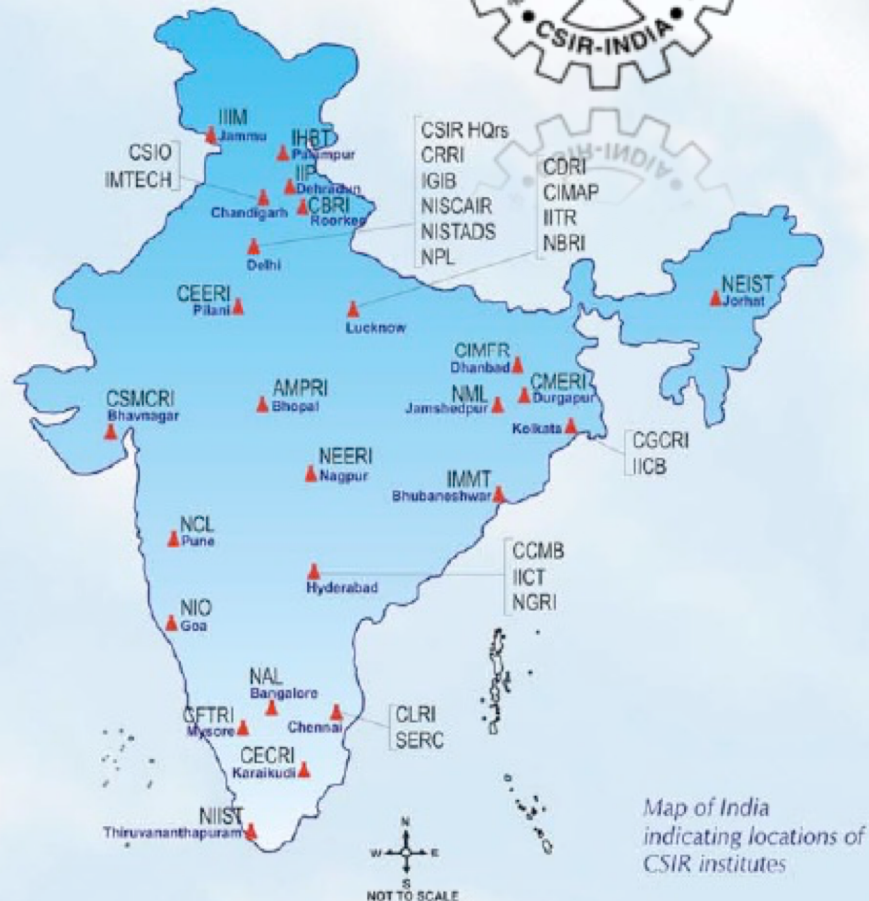 CSIR-INDIA
CSIR-INDIA
IIIM
Jammu
IHBT
Palampur
CSIO
IMTECH
IIP
Dehradun
Chandigarh
CBRI
Roorkee
CSIR HQrs
CRRI
IGIB
NISCAIR
NISTADS
NPL
Delhi
CDRI
CIMAP
IITR
NBRI
Lucknow
CEERI
Pilani
NEIST
Jorhat
CIMFR
Dhanbad
CMERI
Durgapur
NML
Jamshedpur
Kolkata
CGCRI
IICB
CSMCRI
Bhavnagar
AMPRI
Bhopal
NEERI
Nagpur
IMMT
Bhubaneshwar
NCL
Pune
Hyderabad
CCMB
IICT
NGRI
NIO
Goa
NAL
Bangalore
CFTRI
Mysore
Chennai
CLRI
SERC
CECRI
Karaikudi
NIIST
Thiruvananthapuram
N
W E
S
NOT TO SCALE
Map of India
indicating locations of
CSIR institutes